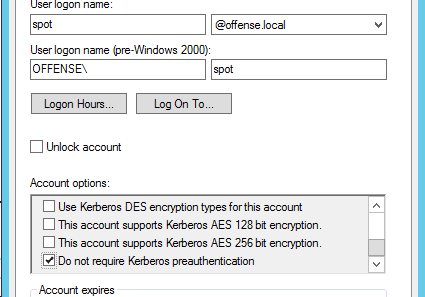 User logon name:
spot @offense.local
User logon name (pre-Windows 2000):
OFFENSE\ spot
Logon Hours... Log On To...
Unlock account
Account options:
Use Kerberos DES encryption types for this account
This account supports Kerberos AES 128 bit encryption.
This account supports Kerberos AES 256 bit encryption.
Do not require Kerberos preauthentication
Account expires